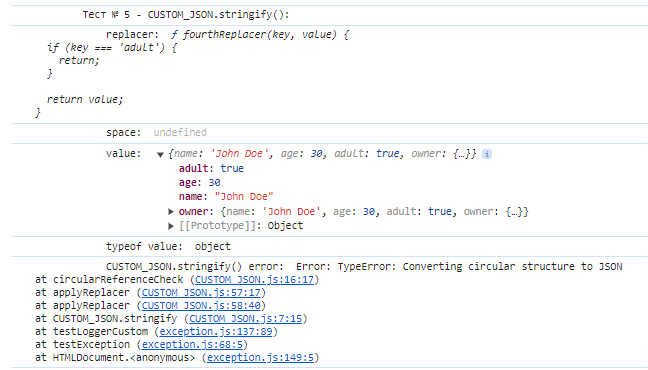 Тест № 5 - CUSTOM_JSON.stringify():
replacer: ƒ fourthReplacer(key, value) {
if (key === 'adult') {
return;
}
return value;
}
space: undefined
value: ▼ {name: 'John Doe', age: 30, adult: true, owner: {…}} i
adult: true
age: 30
name: "John Doe"
▶ owner: {name: 'John Doe', age: 30, adult: true, owner: {…}}
▶ [[Prototype]]: Object
typeof value: object
CUSTOM_JSON.stringify() error: Error: TypeError: Converting circular structure to JSON
at circularReferenceCheck (CUSTOM_JSON.js:16:17)
at applyReplacer (CUSTOM_JSON.js:57:17)
at applyReplacer (CUSTOM_JSON.js:58:40)
at CUSTOM_JSON.stringify (CUSTOM_JSON.js:7:15)
at testLoggerCustom (exception.js:137:89)
at testException (exception.js:68:5)
at HTMLDocument.<anonymous> (exception.js:149:5)